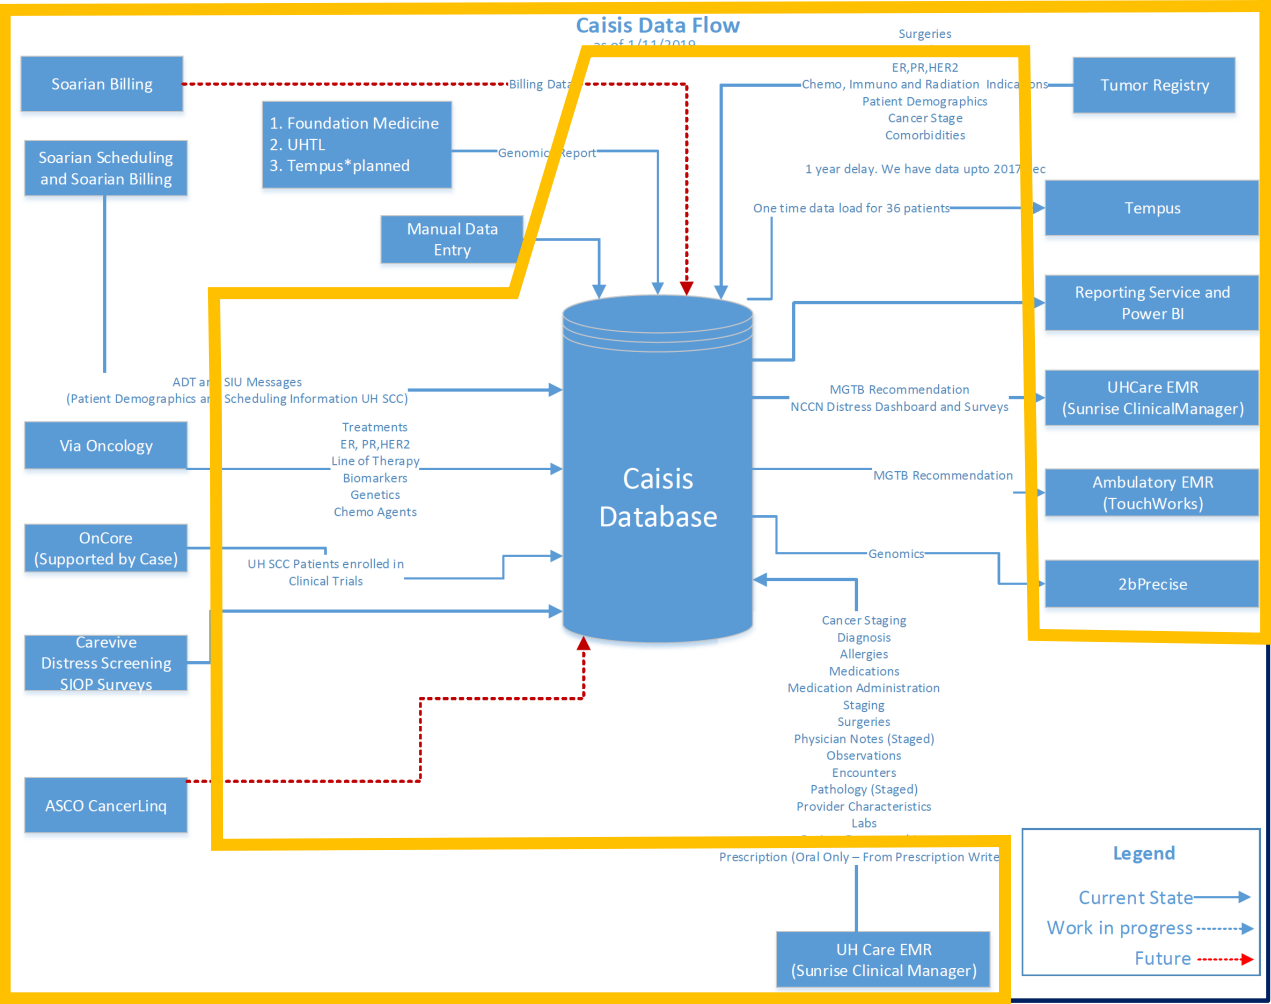 Caisis Data Flow
as of 1/11/2019
Surgeries
Soarian Billing
Billing Data
ER,PR,HER2
Chemo, Immuno and Radiation Indications
Patient Demographics
Cancer Stage
Comorbidities
Tumor Registry
1. Foundation Medicine
2. UHTL
3. Tempus*planned
Genomics Report
Soarian Scheduling
and Soarian Billing
1 year delay. We have data upto 2017
Manual Data
Entry
One time data load for 36 patients
Tempus
Reporting Service and
Power BI
ADT and SIU Messages
(Patient Demographics and Scheduling Information UH SCC)
MGTB Recommendation
NCCN Distress Dashboard and Surveys
UHCare EMR
(Sunrise ClinicalManager)
Via Oncology
Treatments
ER, PR,HER2
Line of Therapy
Biomarkers
Genetics
Chemo Agents
Caisis
Database
MGTB Recommendation
Ambulatory EMR
(TouchWorks)
OnCore
(Supported by Case)
UH SCC Patients enrolled in
Clinical Trials
Genomics
2bPrecise
Carevive
Distress Screening
SIOP Surveys
Cancer Staging
Diagnosis
Allergies
Medications
Medication Administration
Staging
Surgeries
Physician Notes (Staged)
Observations
Encounters
Pathology (Staged)
Provider Characteristics
Labs
Prescription (Oral Only – From Prescription Write
ASCO CancerLinq
UH Care EMR
(Sunrise Clinical Manager)
Legend
Current State
Work in progress
Future